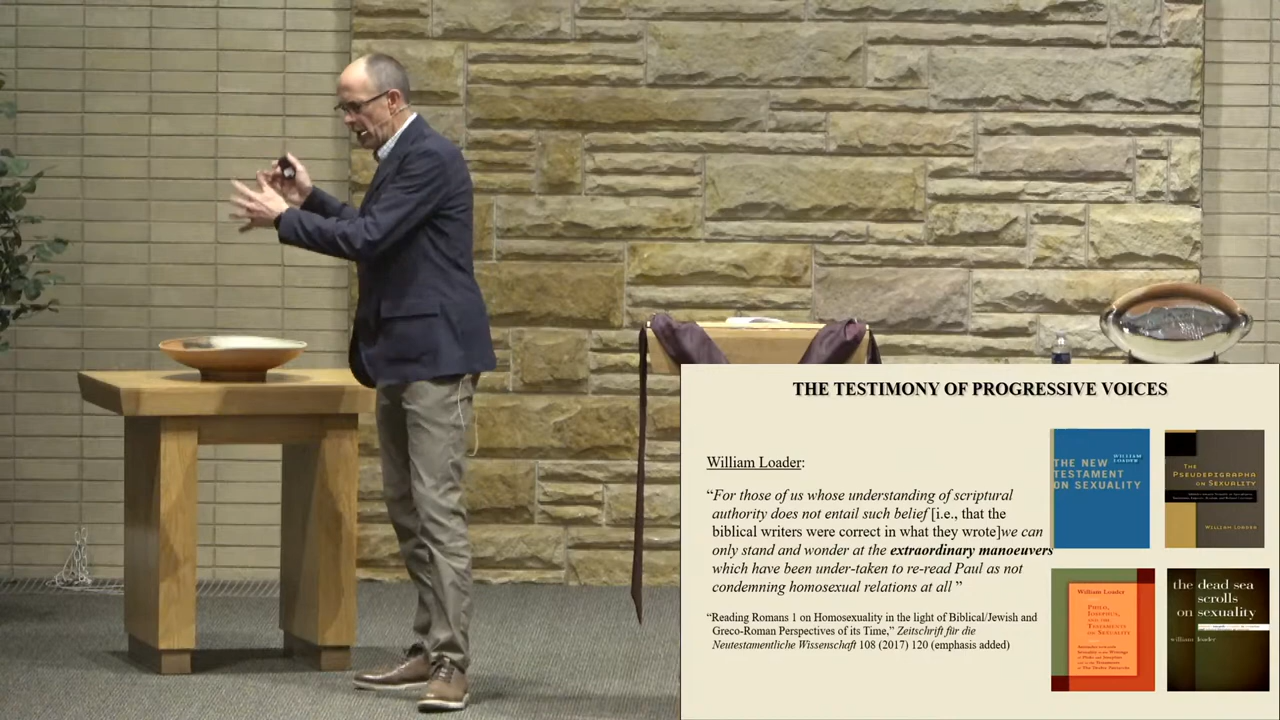 THE TESTIMONY OF PROGRESSIVE VOICES
William Loader:
“For those of us whose understanding of scriptural
authority does not entail such belief [i.e., that the
biblical writers were correct in what they wrote]we can
only stand and wonder at the extraordinary manoeuvers
which have been under-taken to re-read Paul as not
condemning homosexual relations at all ”
“Reading Romans 1 on Homosexuality in the light of Biblical/Jewish and
Greco-Roman Perspectives of its Time,” Zeitschrift für die
Neutestamentliche Wissenschaft 108 (2017) 120 (emphasis added)
WILLIAM
LOADER
THE NEW
TESTAMENT
ON SEXUALITY
THE
PSEUDEPIGRAPHA
ON SEXUALITY
WILLIAM LOADER
William Loader
PHILO,
JOSEPHUS,
AND THE
TESTAMENTS
ON SEXUALITY
the dead sea
scrolls
on sexuality
william loader